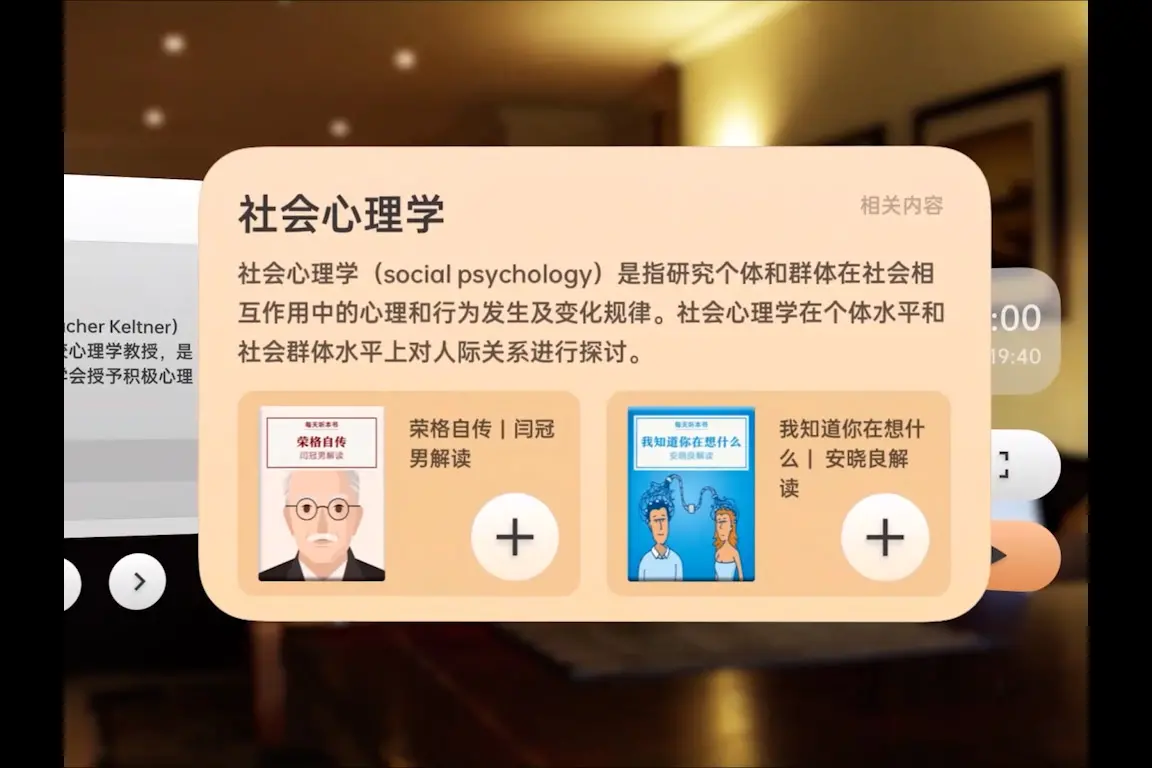 社会心理学
相关内容
社会心理学（social psychology）是指研究个体和群体在社会相
互作用中的心理和行为发生及变化规律。社会心理学在个体水平和
社会群体水平上对人际关系进行探讨。
每天听本书
荣格自传
闫冠男解读
荣格自传 | 闫冠
男解读
每天听本书
我知道你在想什么
安晓良解读
我知道你在想什
么 | 安晓良解
读
acher Keltner)
心理学教授，是
会授予积极心理
:00
19:40